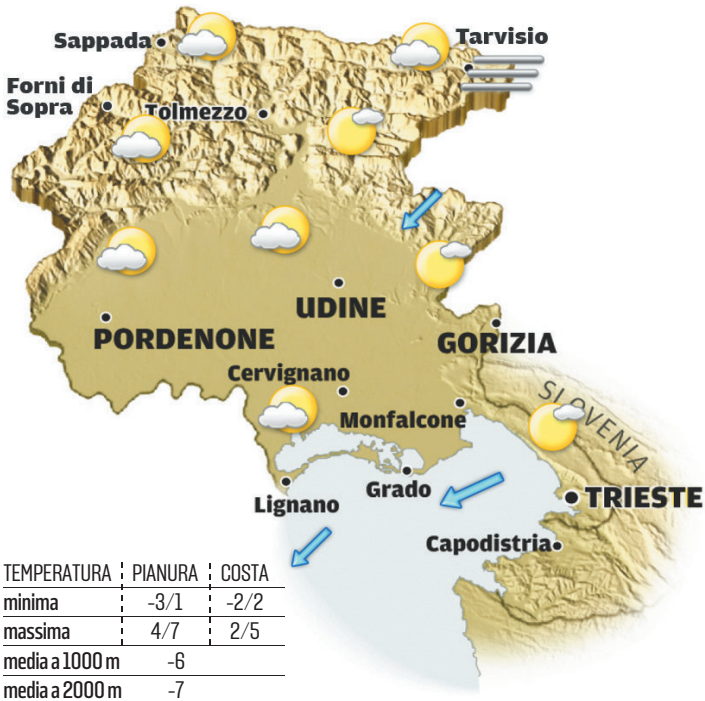 Sappada
Tarvisio
Forni di
Sopra
Tolmezzo
UDINE
PORDENONE
GORIZIA
Cervignano
SLOVENIA
Monfalcone
Grado
Lignano
TRIESTE
Capodistria
TEMPERATURA PIANURA COSTA
minima -3/1 -2/2
massima 4/7 2/5
media a 1000 m -6
media a 2000 m -7